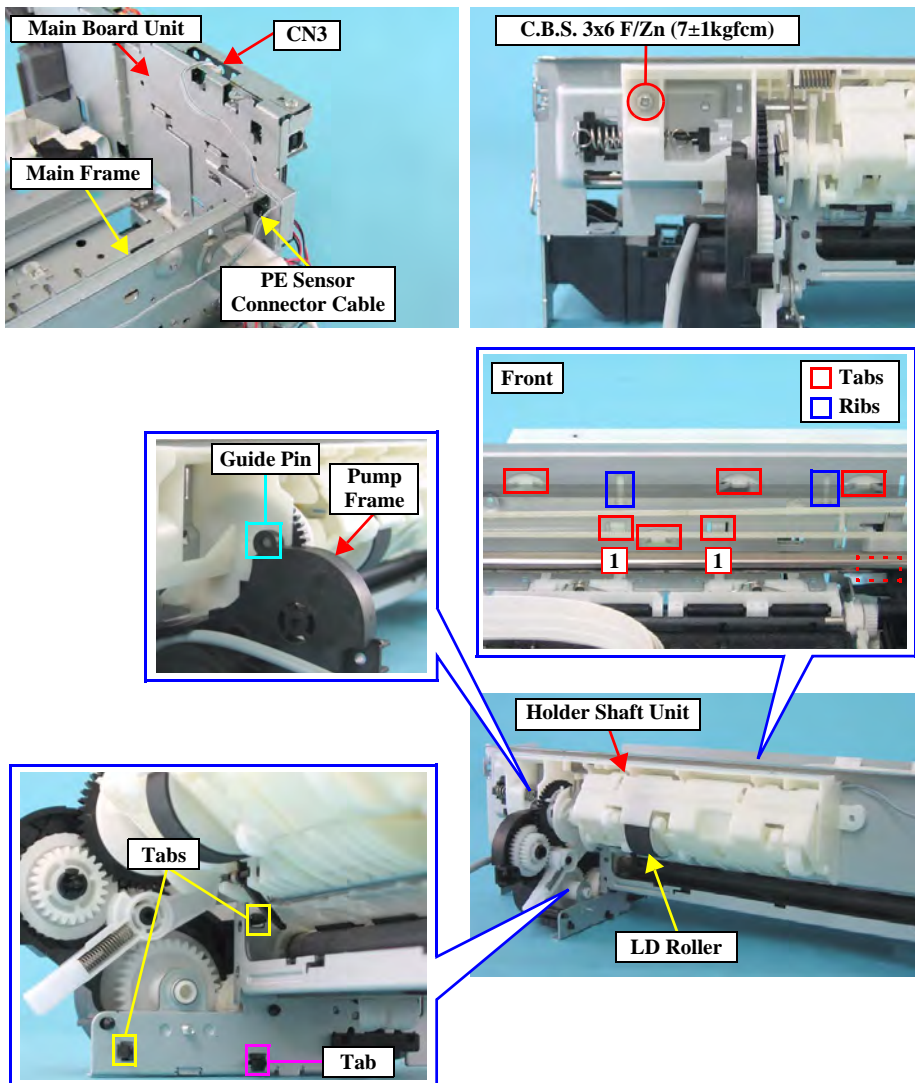 Main Board Unit
CN3
Main Frame
PE Sensor
Connector Cable
C.B.S. 3x6 F/Zn (7±1kgfcm)
Front
Tabs
Ribs
1
1
Guide Pin
Pump
Frame
Holder Shaft Unit
LD Roller
Tabs
Tab